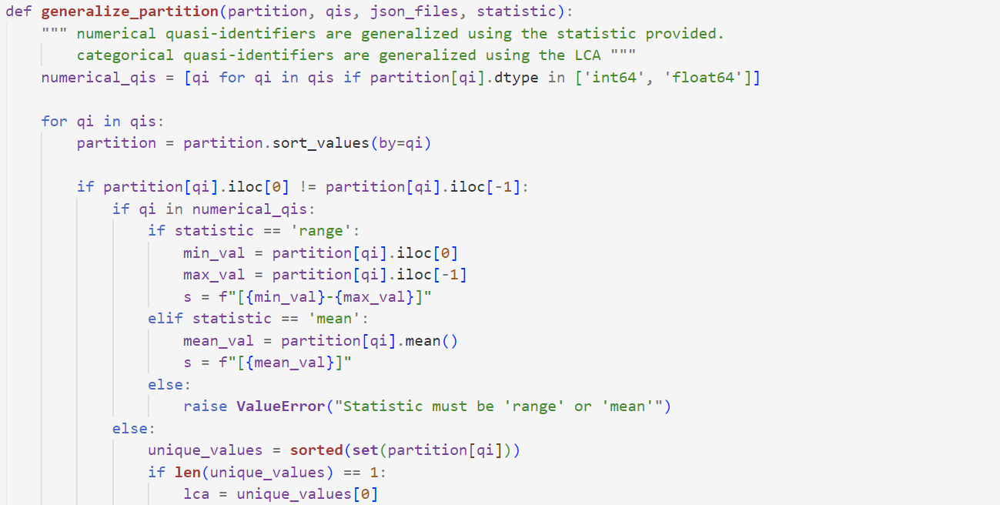 def generalize_partition(partition, qis, json_files, statistic):
    """ numerical quasi-identifiers are generalized using the statistic provided.
        categorical quasi-identifiers are generalized using the LCA """
    numerical_qis = [qi for qi in qis if partition[qi].dtype in ['int64', 'float64']]

    for qi in qis:
        partition = partition.sort_values(by=qi)

        if partition[qi].iloc[0] != partition[qi].iloc[-1]:
            if qi in numerical_qis:
                if statistic == 'range':
                    min_val = partition[qi].iloc[0]
                    max_val = partition[qi].iloc[-1]
                    s = f"[{min_val}-{max_val}]"
                elif statistic == 'mean':
                    mean_val = partition[qi].mean()
                    s = f"[{mean_val}]"
                else:
                    raise ValueError("Statistic must be 'range' or 'mean'")
            else:
                unique_values = sorted(set(partition[qi]))
                if len(unique_values) == 1:
                    lca = unique_values[0]